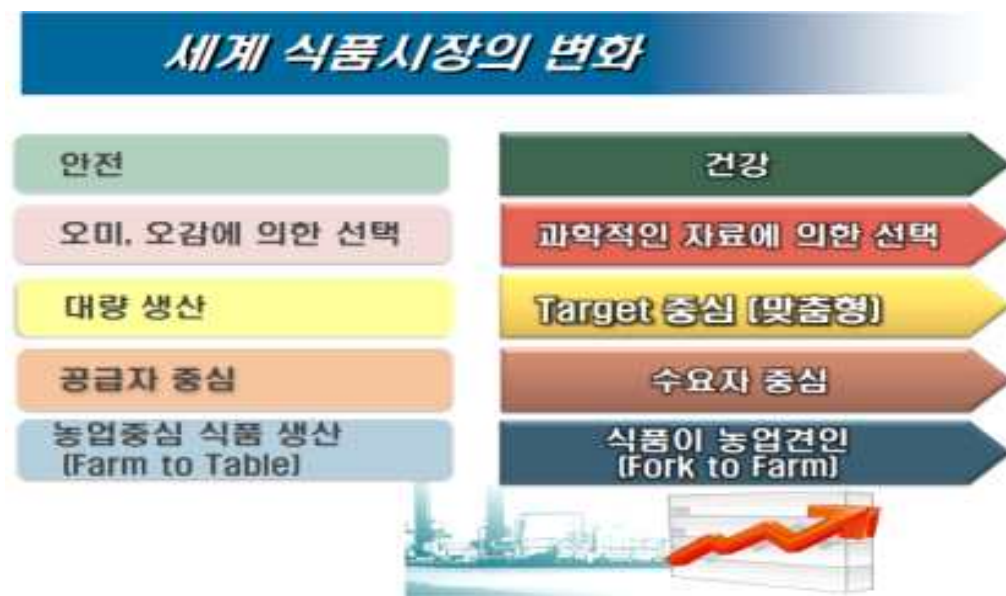 세계 식품시장의 변화
안전
건강
오미, 오감에 의한 선택
과학적인 자료에 의한 선택
대량 생산
Target 중심 (맞춤형)
공급자 중심
수요자 중심
농업중심 식품 생산
(Farm to Table)
식품이 농업견인
(Fork to Farm)